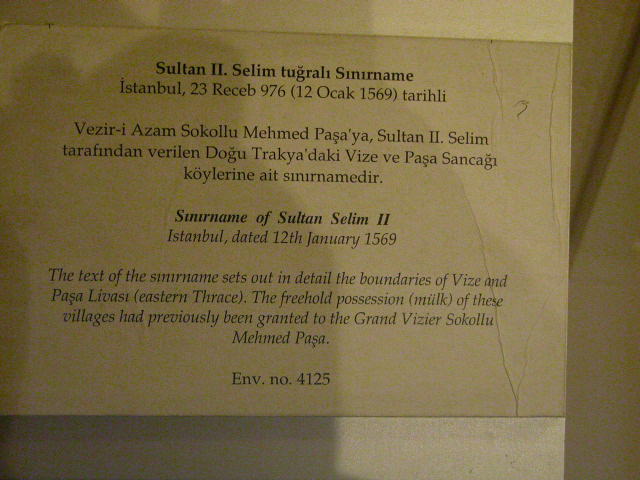 Sultan II. Selim tuğralı Sınırname
İstanbul, 23 Receb 976 (12 Ocak 1569) tarihli
Vezir-i Azam Sokollu Mehmed Paşa'ya, Sultan II. Selim
tarafından verilen Doğu Trakya'daki Vize ve Paşa Sancağı
köylerine ait sınırnamedir.
Sınırname of Sultan Selim II
Istanbul, dated 12th January 1569
The text of the sınırname sets out in detail the boundaries of Vize and
Paşa Livası (eastern Thrace). The freehold possession (mülk) of these
villages had previously been granted to the Grand Vizier Sokollu
Mehmed Paşa.
Env. no. 4125